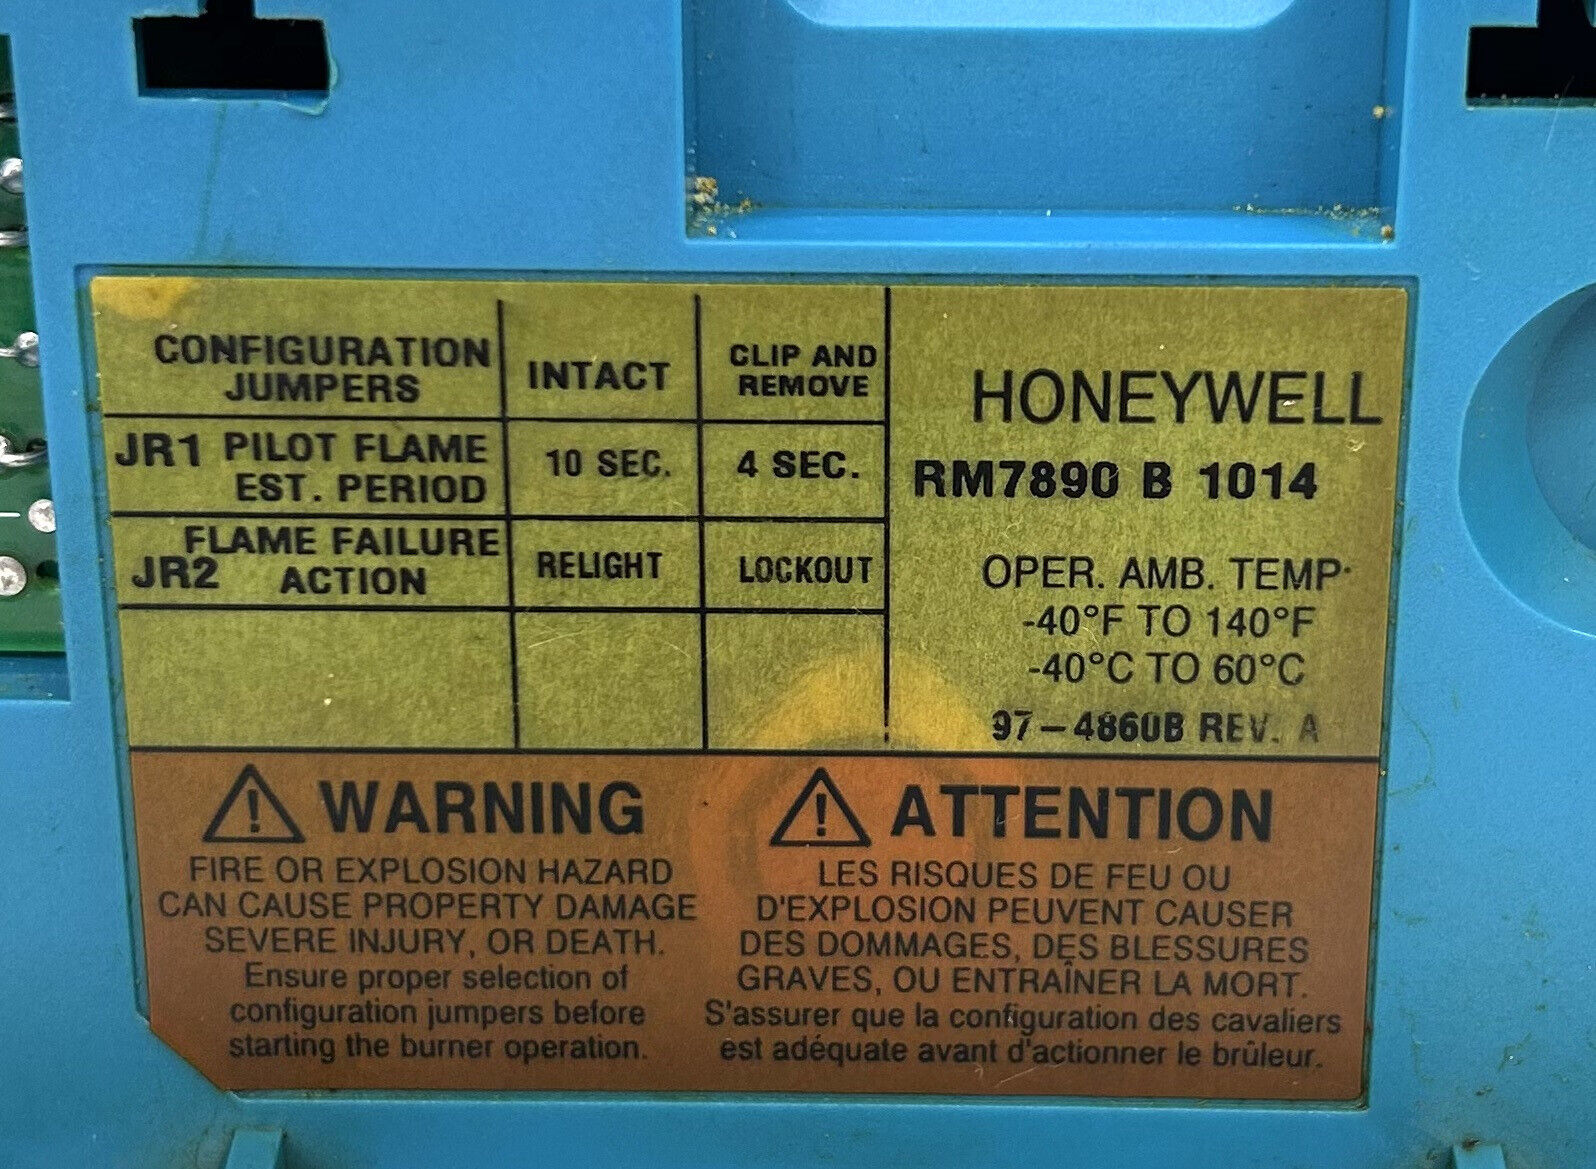 CONFIGURATION JUMPERS INTACT CLIP AND REMOVE
JR1 PILOT FLAME EST. PERIOD 10 SEC. 4 SEC.
JR2 FLAME FAILURE ACTION RELIGHT LOCKOUT
HONEYWELL
RM7890 B 1014
OPER. AMB. TEMP.
-40°F TO 140°F
-40°C TO 60°C
97-4860B REV. A
WARNING
FIRE OR EXPLOSION HAZARD
CAN CAUSE PROPERTY DAMAGE
SEVERE INJURY, OR DEATH.
Ensure proper selection of
configuration jumpers before
starting the burner operation.
ATTENTION
LES RISQUES DE FEU OU
D'EXPLOSION PEUVENT CAUSER
DES DOMMAGES, DES BLESSURES
GRAVES, OU ENTRAÎNER LA MORT.
S'assurer que la configuration des cavaliers
est adéquate avant d'actionner le brûleur.